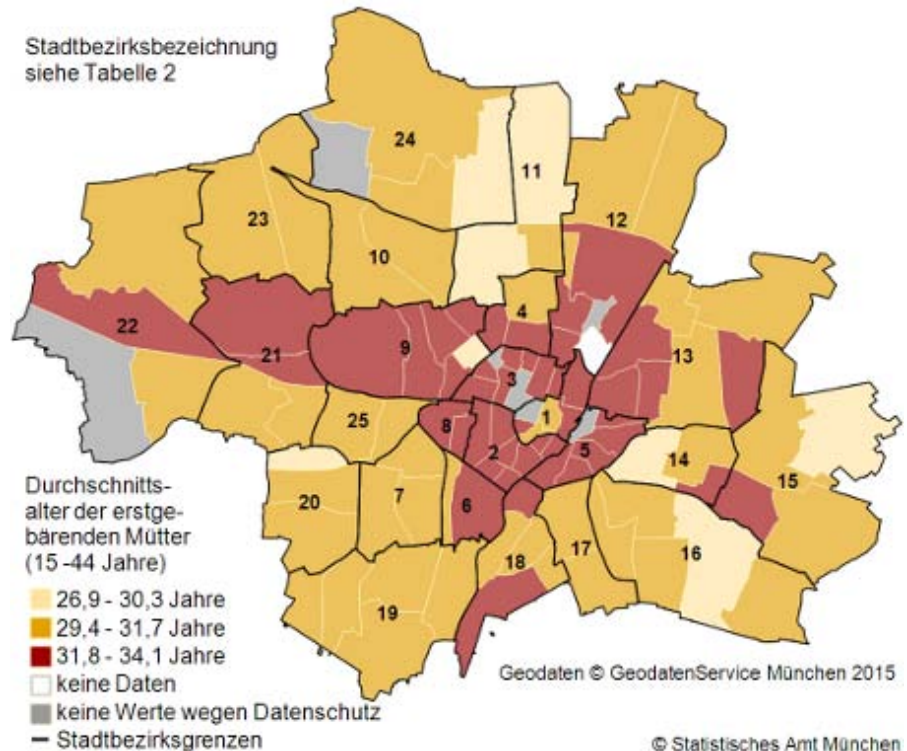 Stadtbezirksbezeichnung
siehe Tabelle 2
24
11
12
23
10
4
22
21
9
13
3
1
25
8
2
5
14
15
20
7
6
16
18
17
19
Durchschnitts-
alter der erstge-
bärenden Mütter
(15 -44 Jahre)
26,9 - 30,3 Jahre
29,4 - 31,7 Jahre
31,8 - 34,1 Jahre
keine Daten
keine Werte wegen Datenschutz
Stadtbezirksgrenzen
Geodaten © GeodatenService München 2015
© Statistisches Amt München